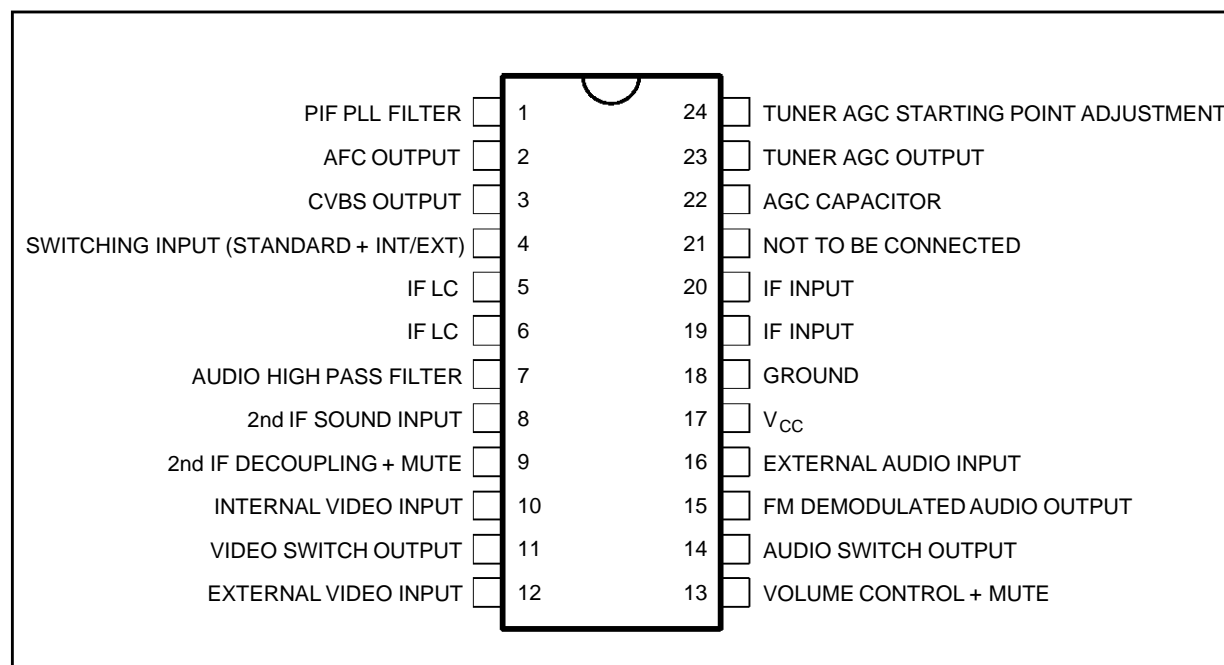 PIF PLL FILTER 1 24 TUNER AGC STARTING POINT ADJUSTMENT
AFC OUTPUT 2 23 TUNER AGC OUTPUT
CVBS OUTPUT 3 22 AGC CAPACITOR
SWITCHING INPUT (STANDARD + INT/EXT) 4 21 NOT TO BE CONNECTED
IF LC 5 20 IF INPUT
IF LC 6 19 IF INPUT
AUDIO HIGH PASS FILTER 7 18 GROUND
2nd IF SOUND INPUT 8 17 VCC
2nd IF DECOUPLING + MUTE 9 16 EXTERNAL AUDIO INPUT
INTERNAL VIDEO INPUT 10 15 FM DEMODULATED AUDIO OUTPUT
VIDEO SWITCH OUTPUT 11 14 AUDIO SWITCH OUTPUT
EXTERNAL VIDEO INPUT 12 13 VOLUME CONTROL + MUTE